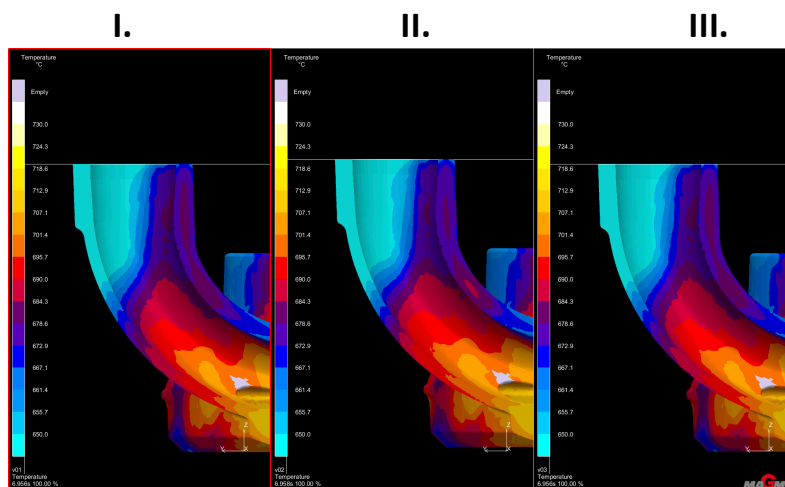 I. II. III.
Temperature
°C
Empty
730.0
724.3
718.6
712.9
707.1
701.4
695.7
690.0
684.3
678.6
672.9
667.1
661.4
655.7
650.0
Z
Y X
v01
Temperature
6.956s 100.00 %
Temperature
°C
Empty
730.0
724.3
718.6
712.9
707.1
701.4
695.7
690.0
684.3
678.6
672.9
667.1
661.4
655.7
650.0
Z
Y X
v02
Temperature
6.958s 100.00 %
Temperature
°C
Empty
730.0
724.3
718.6
712.9
707.1
701.4
695.7
690.0
684.3
678.6
672.9
667.1
661.4
655.7
650.0
Z
Y X
v03
Temperature
6.956s 100.00 %